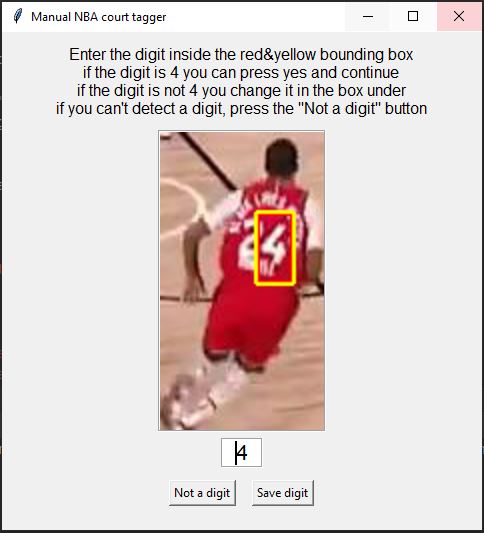 Manual NBA court tagger
Enter the digit inside the red&yellow bounding box
if the digit is 4 you can press yes and continue
if the digit is not 4 you change it in the box under
if you can't detect a digit, press the "Not a digit" button
24
4
Not a digit
Save digit